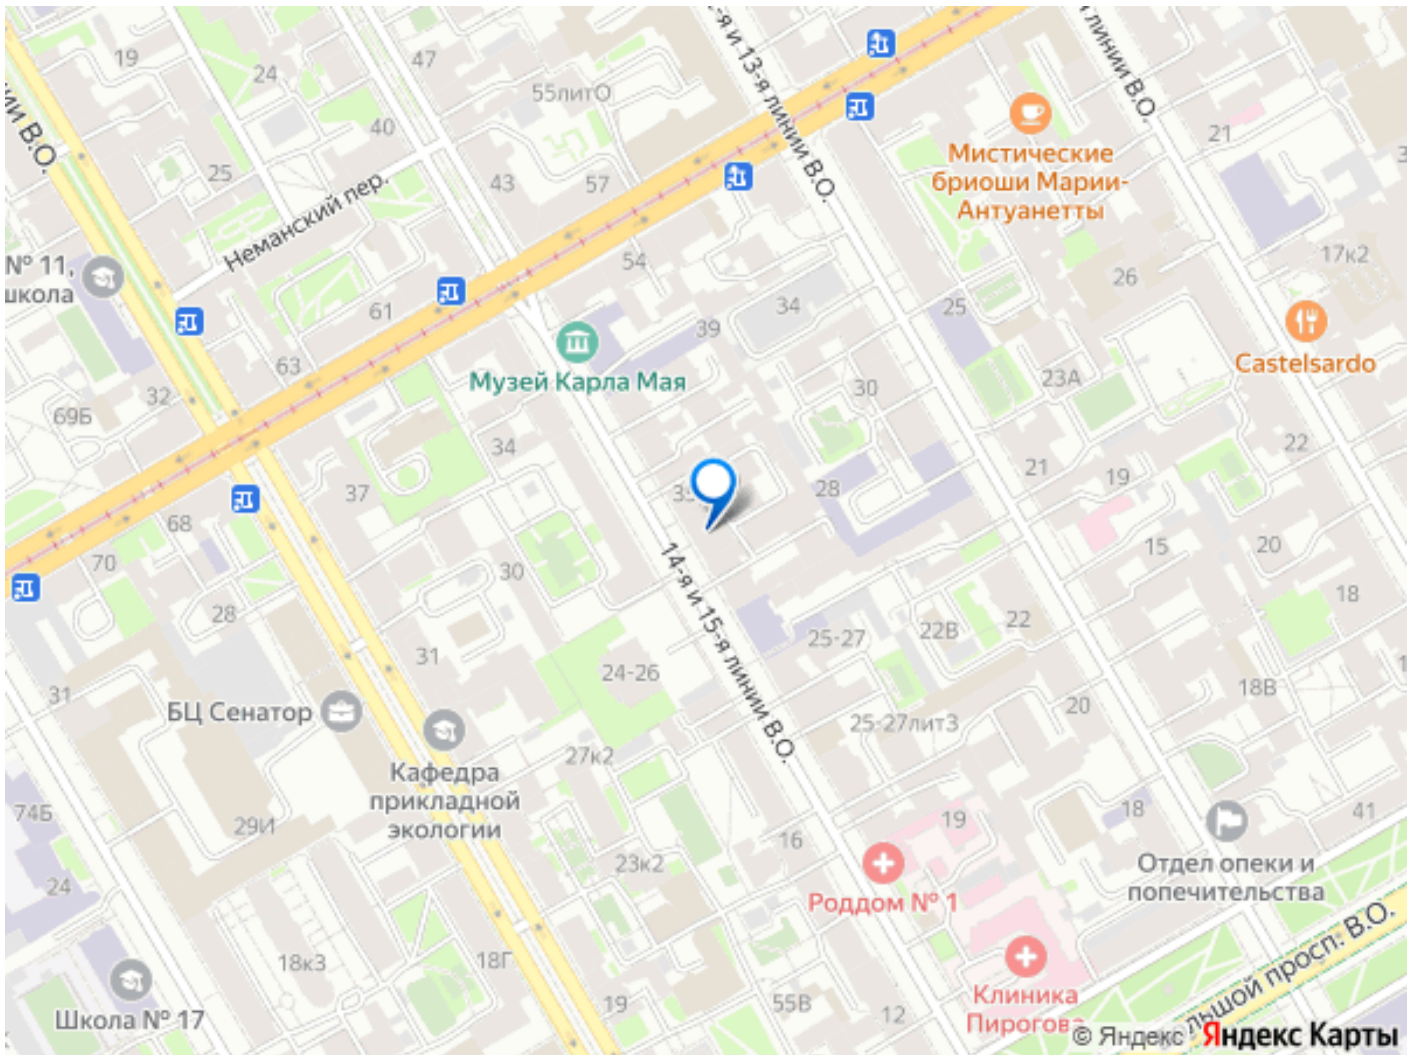 -я и 13-я линии В.О.
линии В.О.
47
19
24
55литО
40
Мистические
бриоши Марии-
Антуанетты
21
ии В.О.
25
43
57
Неманский пер.
54
17к2
26
№ 11,
школа
61
34
25
39
63
Музей Карла Мая
Castelsardo
32
69Б
30
23А
34
22
37
21
19
28
68
15
20
70
30
14-я и 15-я линии В.О.
18
28
22
22В
25-27
31
24-26
18В
31
БЦ Сенатор
20
25-27лит3
27к2
Кафедра
прикладной
экологии
74Б
29И
16
19
18
41
23к2
Отдел опеки и
попечительства
24
Роддом № 1
льшой просп. В.О.
18к3
18Г
Клиника
Пирогова
Школа № 17
19
55В
12
© Яндекс Яндекс Карты